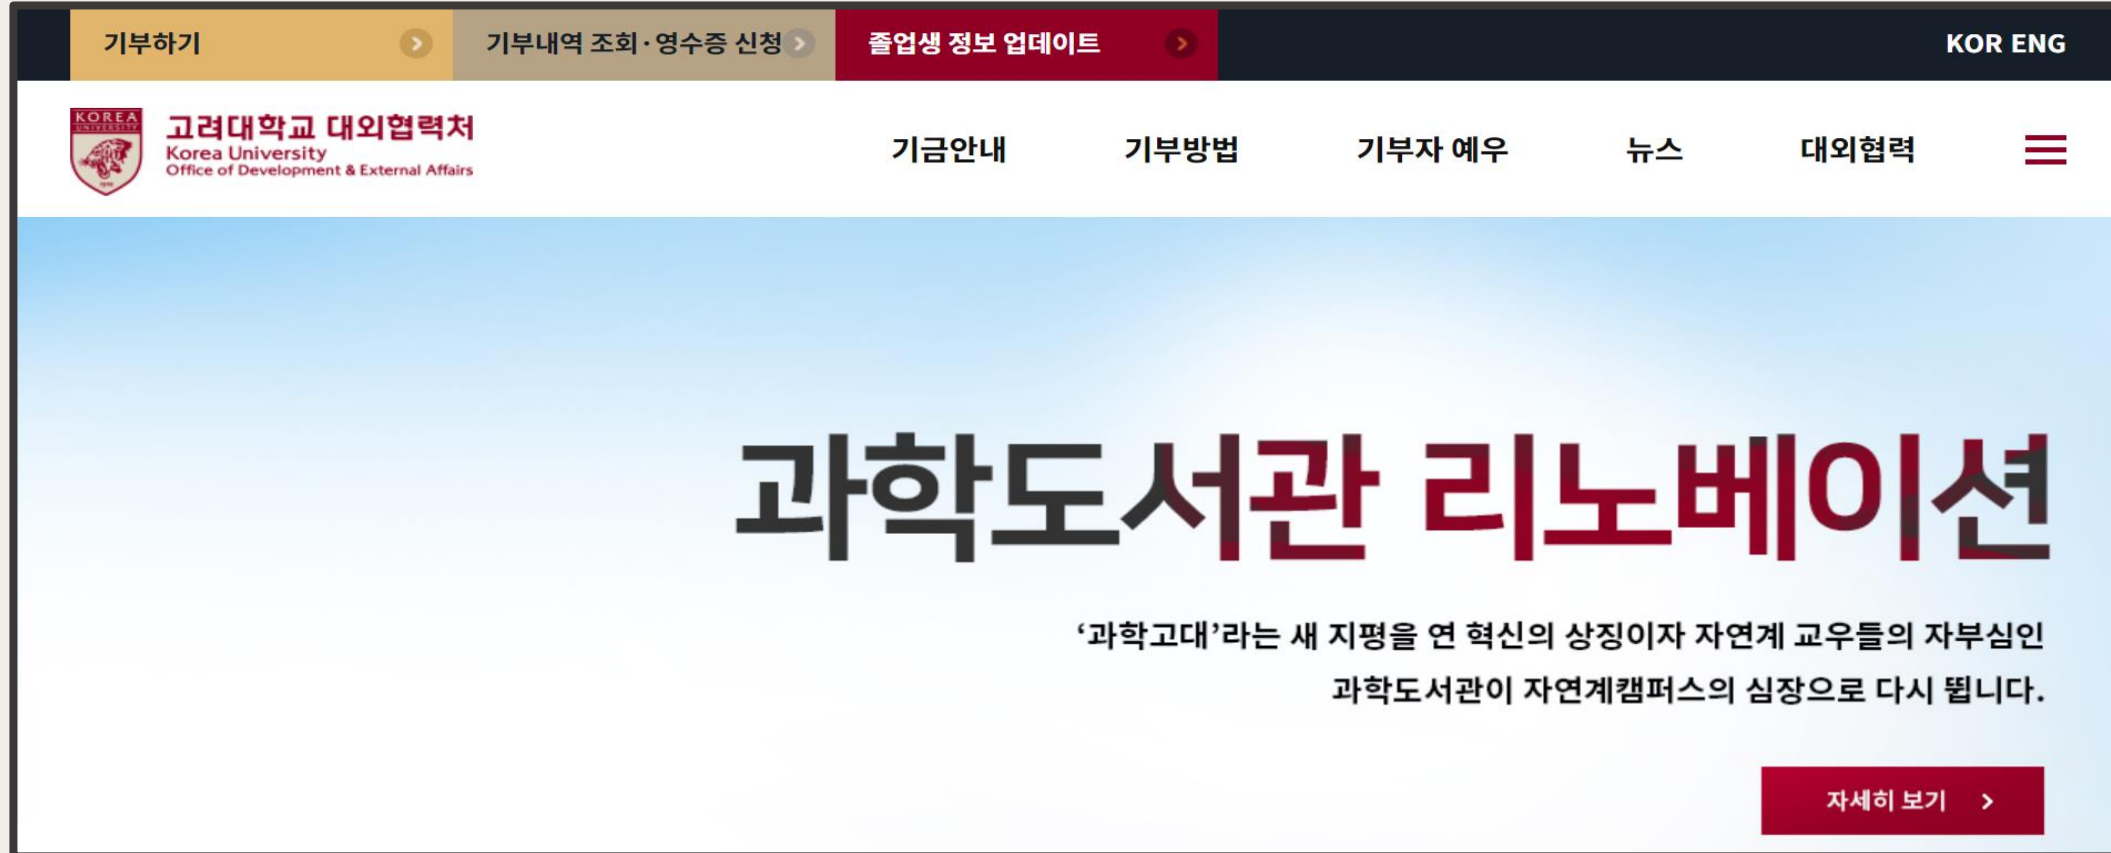 기부하기
기부내역 조회·영수증 신청
졸업생 정보 업데이트
KOR ENG
KOREA
UNIVERSITY
1905
고려대학교 대외협력처
Korea University
Office of Development & External Affairs
기금안내
기부방법
기부자 예우
뉴스
대외협력
과학도서관 리노베이션
‘과학고대’라는 새 지평을 연 혁신의 상징이자 자연계 교우들의 자부심인
과학도서관이 자연계캠퍼스의 심장으로 다시 뜁니다.
자세히 보기